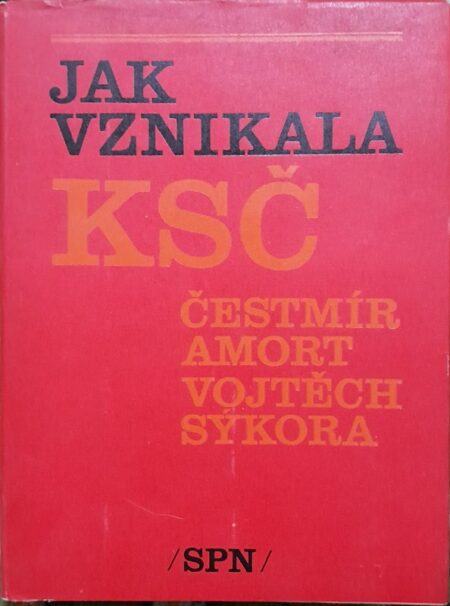 JAK
VZNIKALA
KSČ
ČESTMÍR
AMORT
VOJTĚCH
SÝKORA
/SPN/